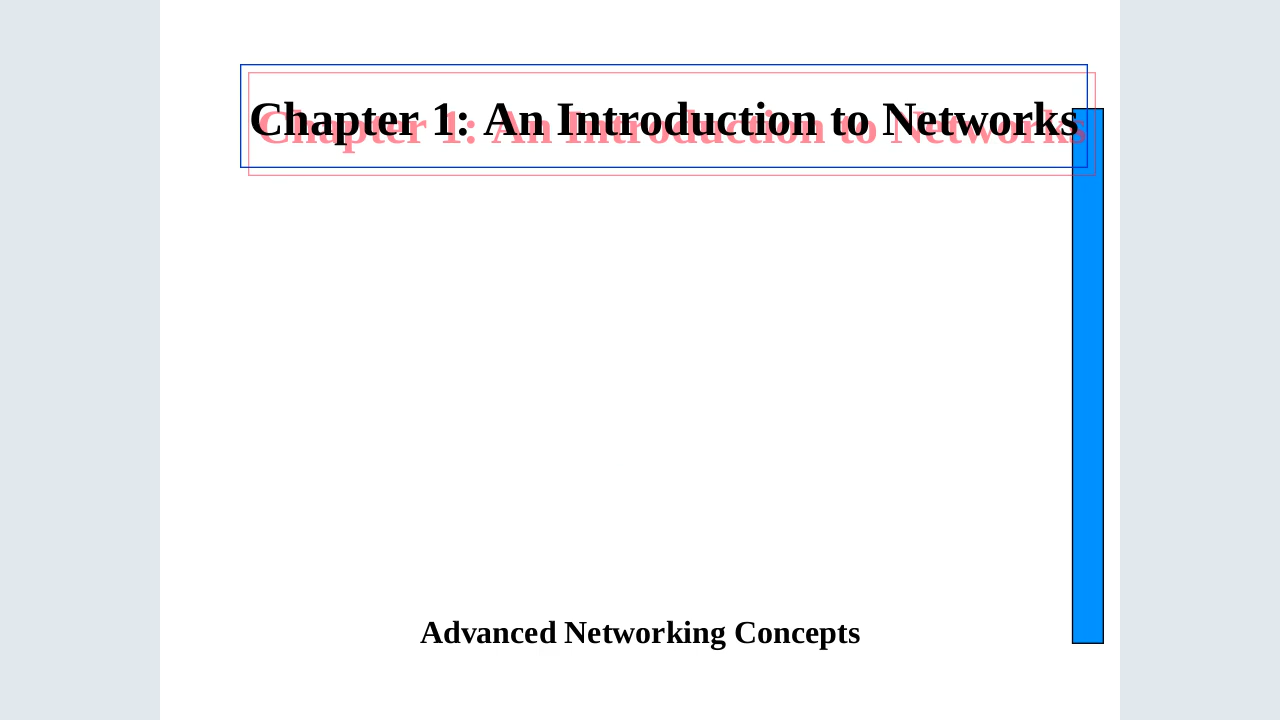 Chapter 1: An Introduction to Networks
Advanced Networking Concepts